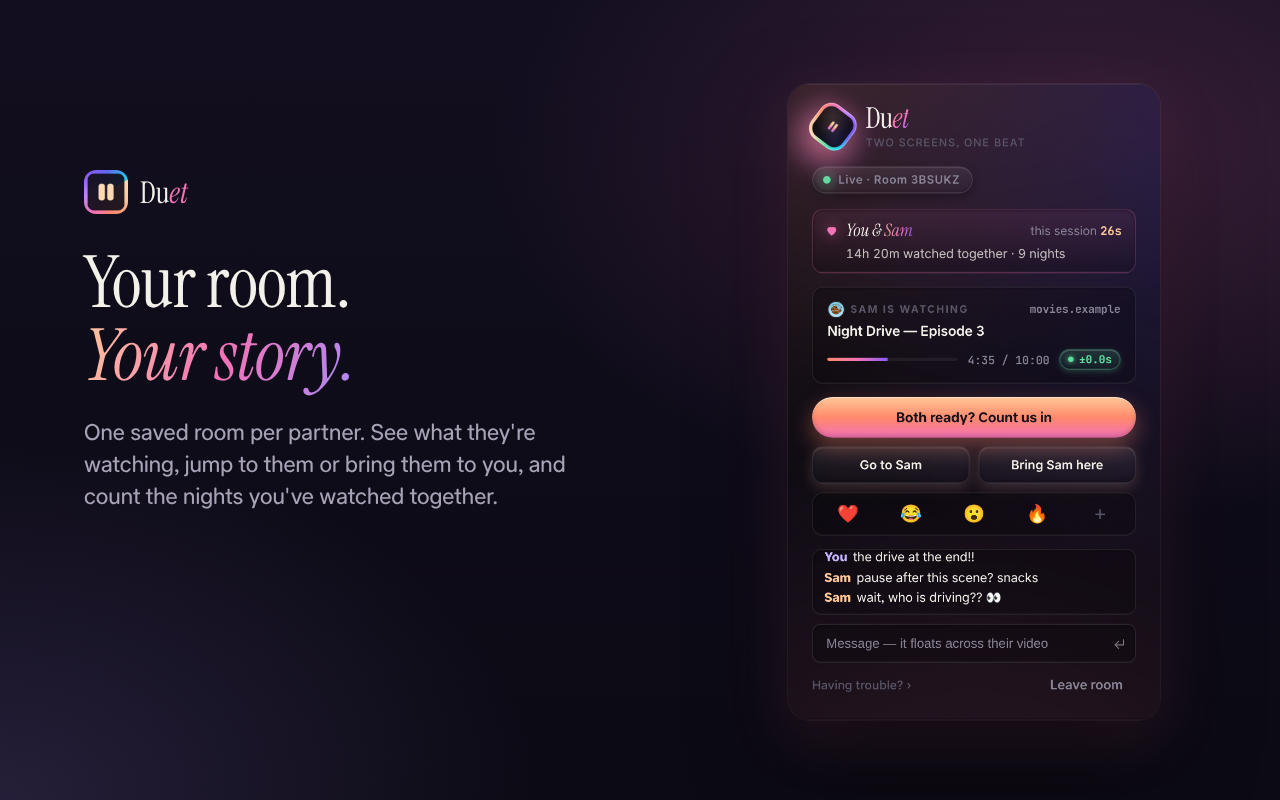 Duet
Your room.
Your story.
One saved room per partner. See what they're
watching, jump to them or bring them to you, and
count the nights you've watched together.
Duet
TWO SCREENS, ONE BEAT
Live · Room 3BSUKZ
You & Sam this session 26s
14h 20m watched together · 9 nights
SAM IS WATCHING movies.example
Night Drive — Episode 3
4:35 / 10:00 ±0.0s
Both ready? Count us in
Go to Sam Bring Sam here
❤️ 😂 😮 🔥 +
You the drive at the end!!
Sam pause after this scene? snacks
Sam wait, who is driving?? 👀
Message — it floats across their video ↵
Having trouble? › Leave room